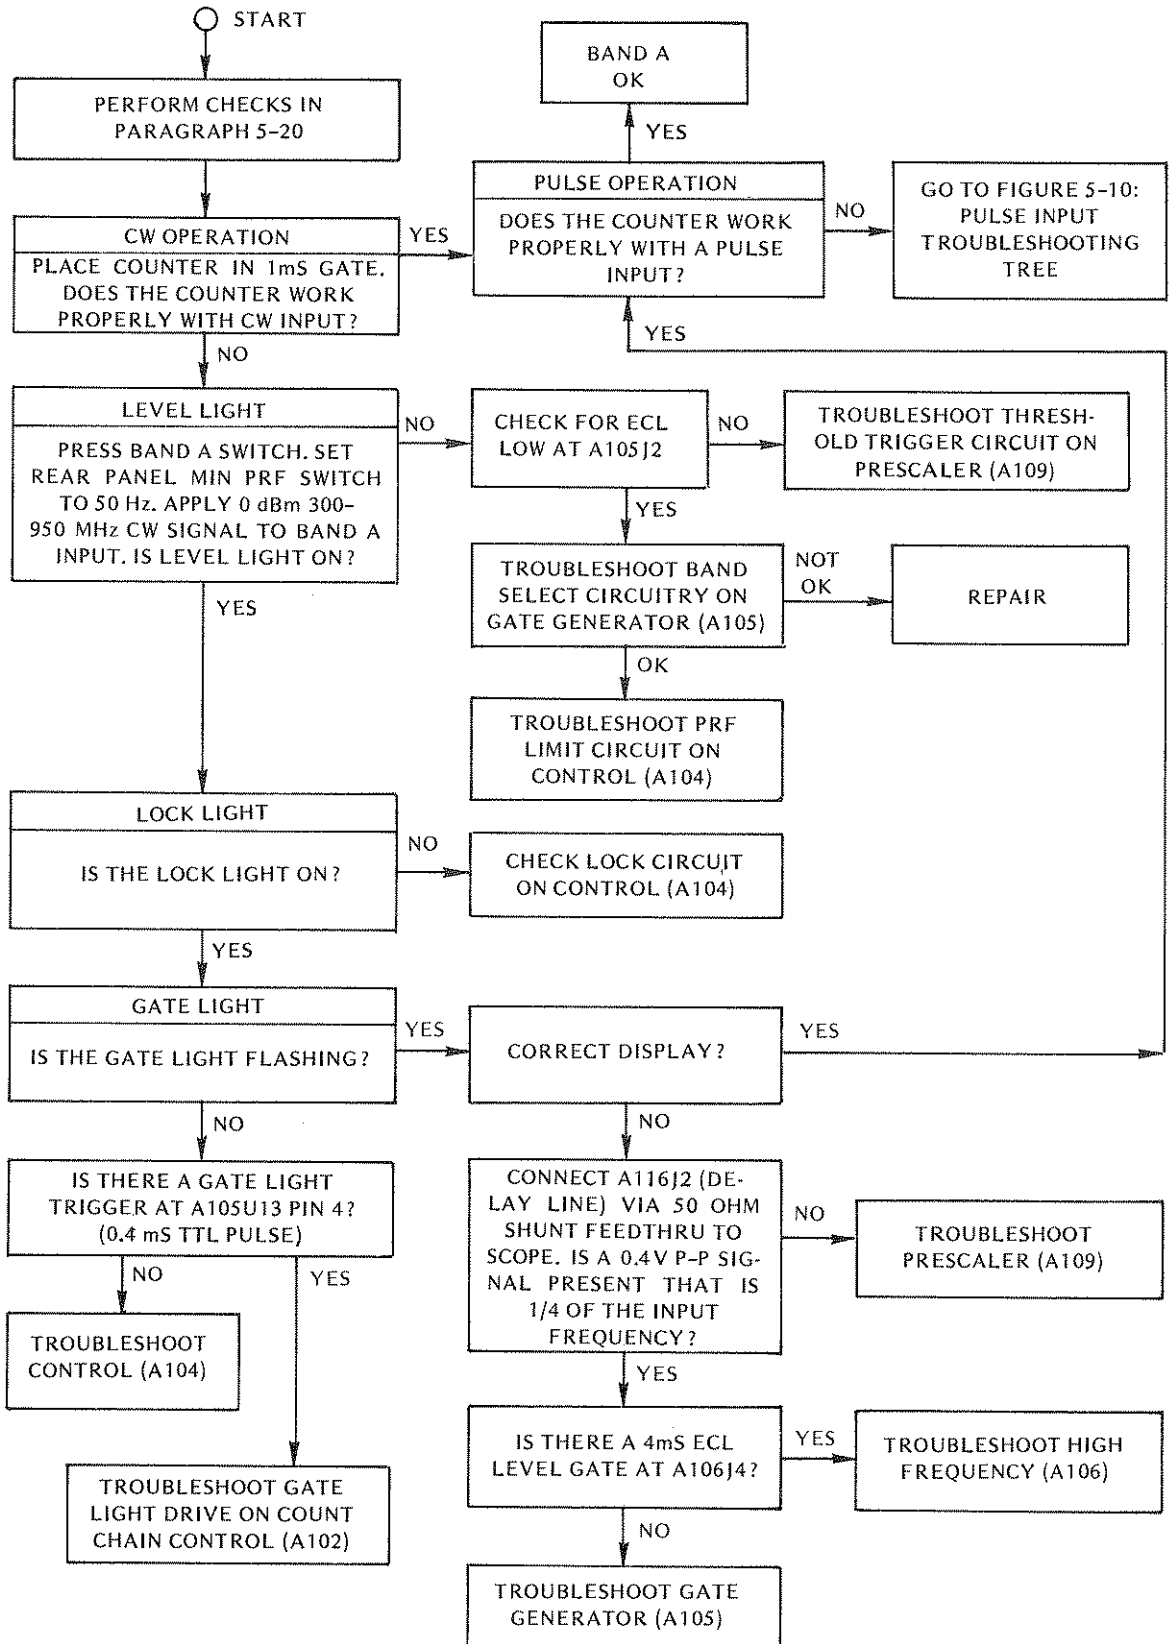 START
PERFORM CHECKS IN
PARAGRAPH 5-20
BAND A
OK
YES
CW OPERATION
PLACE COUNTER IN 1mS GATE.
DOES THE COUNTER WORK
PROPERLY WITH CW INPUT?
YES
PULSE OPERATION
DOES THE COUNTER WORK
PROPERLY WITH A PULSE
INPUT?
NO
GO TO FIGURE 5-10:
PULSE INPUT
TROUBLESHOOTING
TREE
YES
NO
LEVEL LIGHT
PRESS BAND A SWITCH. SET
REAR PANEL MIN PRF SWITCH
TO 50 Hz. APPLY 0 dBm 300-
950 MHz CW SIGNAL TO BAND A
INPUT. IS LEVEL LIGHT ON?
NO
CHECK FOR ECL
LOW AT A105J2
NO
TROUBLESHOOT THRESH-
OLD TRIGGER CIRCUIT ON
PRESCALER (A109)
YES
TROUBLESHOOT BAND
SELECT CIRCUITRY ON
GATE GENERATOR (A105)
NOT
OK
REPAIR
OK
TROUBLESHOOT PRF
LIMIT CIRCUIT ON
CONTROL (A104)
YES
LOCK LIGHT
IS THE LOCK LIGHT ON?
NO
CHECK LOCK CIRCUIT
ON CONTROL (A104)
YES
GATE LIGHT
IS THE GATE LIGHT FLASHING?
YES
CORRECT DISPLAY?
YES
NO
IS THERE A GATE LIGHT
TRIGGER AT A105U13 PIN 4?
(0.4 mS TTL PULSE)
NO
TROUBLESHOOT
CONTROL (A104)
YES
TROUBLESHOOT GATE
LIGHT DRIVE ON COUNT
CHAIN CONTROL (A102)
NO
CONNECT A116J2 (DE-
LAY LINE) VIA 50 OHM
SHUNT FEEDTHRU TO
SCOPE. IS A 0.4V P-P SIG-
NAL PRESENT THAT IS
1/4 OF THE INPUT
FREQUENCY?
NO
TROUBLESHOOT
PRESCALER (A109)
YES
IS THERE A 4mS ECL
LEVEL GATE AT A106J4?
YES
TROUBLESHOOT HIGH
FREQUENCY (A106)
NO
TROUBLESHOOT GATE
GENERATOR (A105)